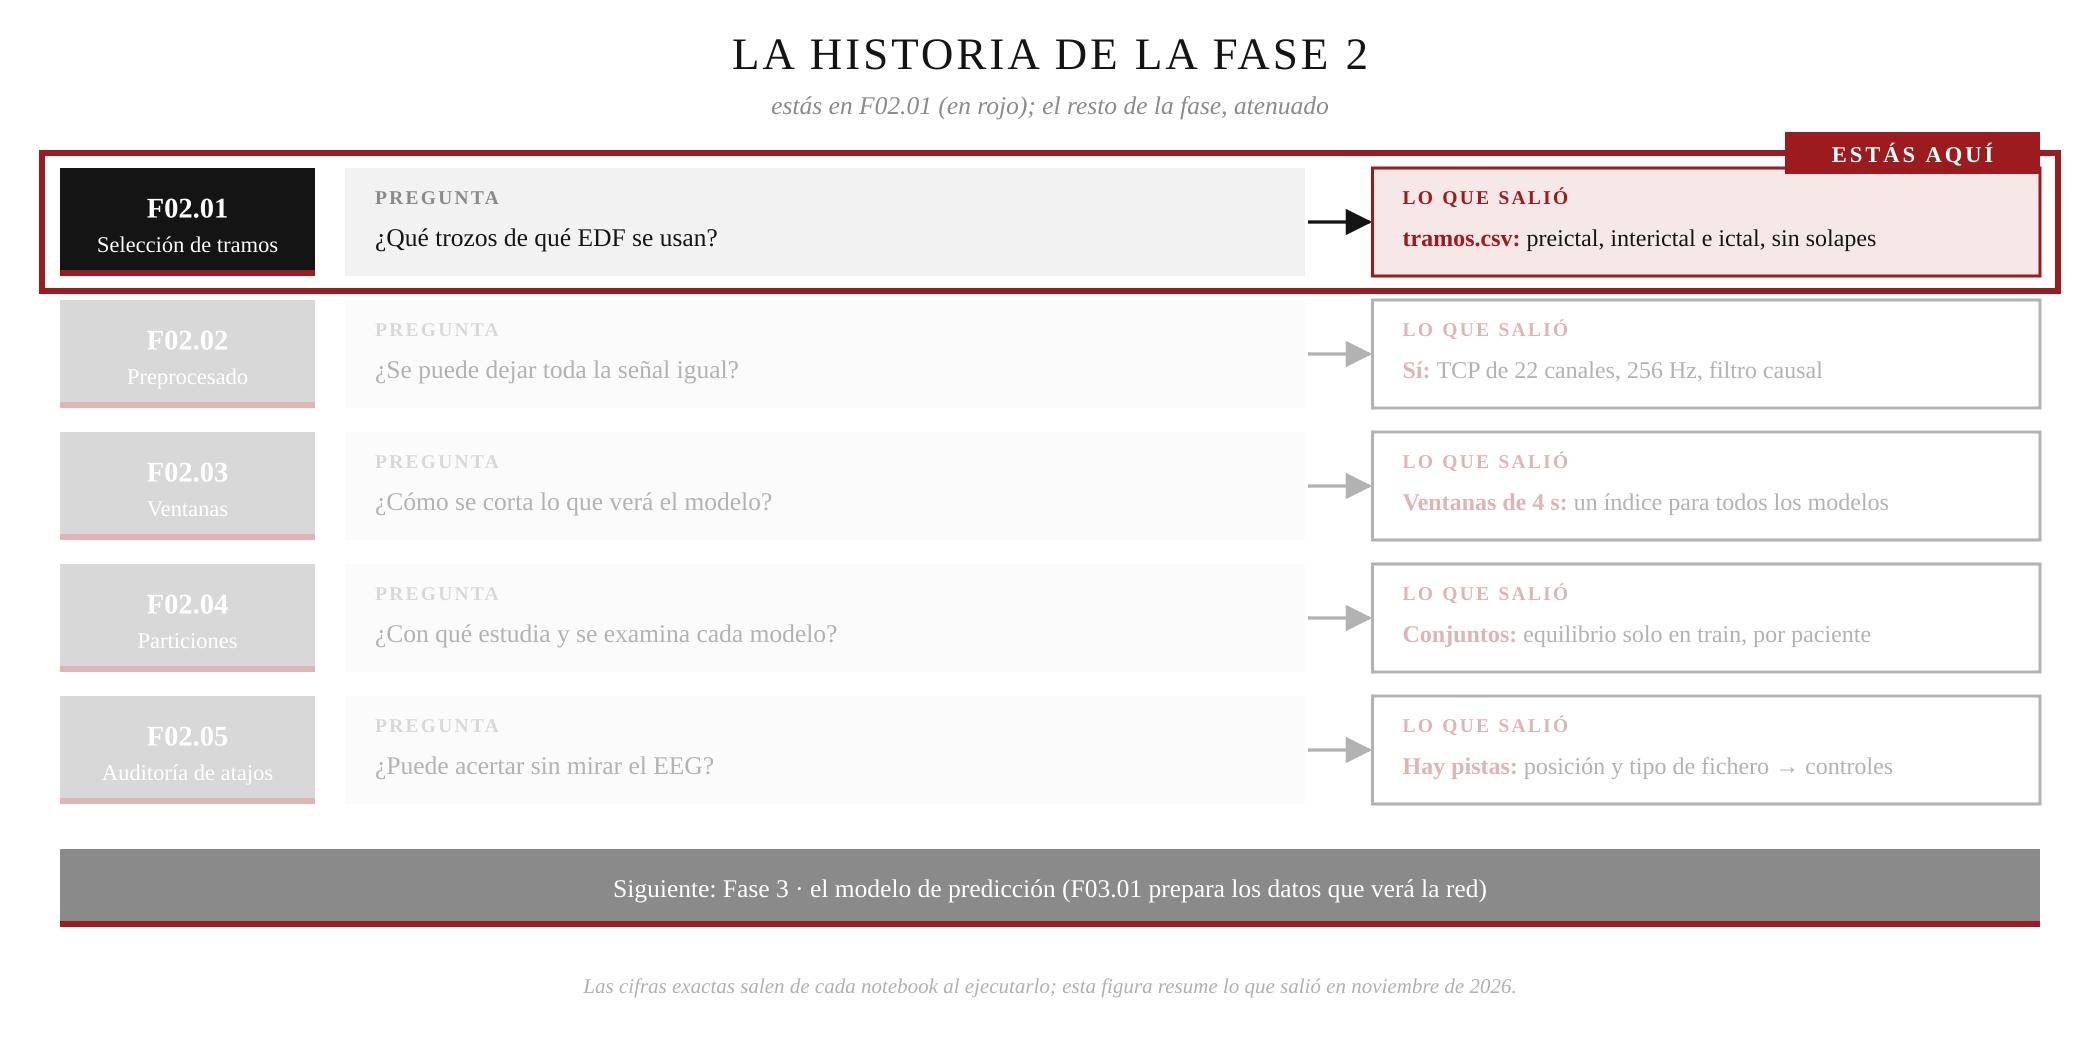 LA HISTORIA DE LA FASE 2
estás en F02.01 (en rojo); el resto de la fase, atenuado
ESTÁS AQUÍ
F02.01
Selección de tramos
PREGUNTA
¿Qué trozos de qué EDF se usan?
LO QUE SALIÓ
tramos.csv: preictal, interictal e ictal, sin solapes
F02.02
Preprocesado
PREGUNTA
¿Se puede dejar toda la señal igual?
LO QUE SALIÓ
Sí: TCP de 22 canales, 256 Hz, filtro causal
F02.03
Ventanas
PREGUNTA
¿Cómo se corta lo que verá el modelo?
LO QUE SALIÓ
Ventanas de 4 s: un índice para todos los modelos
F02.04
Particiones
PREGUNTA
¿Con qué estudia y se examina cada modelo?
LO QUE SALIÓ
Conjuntos: equilibrio solo en train, por paciente
F02.05
Auditoría de atajos
PREGUNTA
¿Puede acertar sin mirar el EEG?
LO QUE SALIÓ
Hay pistas: posición y tipo de fichero → controles
Siguiente: Fase 3 · el modelo de predicción (F03.01 prepara los datos que verá la red)
Las cifras exactas salen de cada notebook al ejecutarlo; esta figura resume lo que salió en noviembre de 2026.